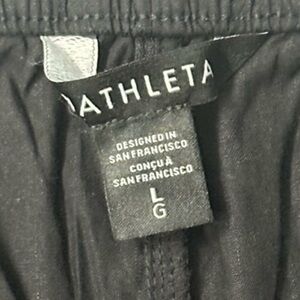 ATHLETA
DESIGNED IN
SAN FRANCISCO
CONÇU À
SAN FRANCISCO
L
G